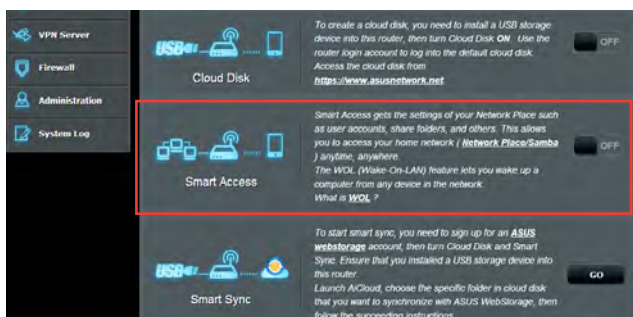 VPN Server
Firewall
Administration
System Log
USB
Cloud Disk
To create a cloud disk, you need to install a USB storage
device into this router, then turn Cloud Disk ON. Use the
router login account to log into the default cloud disk.
Access the cloud disk from
https://www.asusnetwork.net.
OFF
Smart Access
Smart Access gets the settings of your Network Place such
as user accounts, share folders, and others. This allows
you to access your home network ( Network Place/Samba
) anytime, anywhere.
The WOL (Wake-On-LAN) feature lets you wake up a
computer from any device in the network.
What is WOL ?
OFF
USB
Smart Sync
To start smart sync, you need to sign up for an ASUS
webstorage account, then turn Cloud Disk and Smart
Sync. Ensure that you installed a USB storage device into
this router.
Launch AiCloud, choose the specific folder in cloud disk
that you want to synchronize with ASUS WebStorage, then
follow the succeeding instructions.
GO